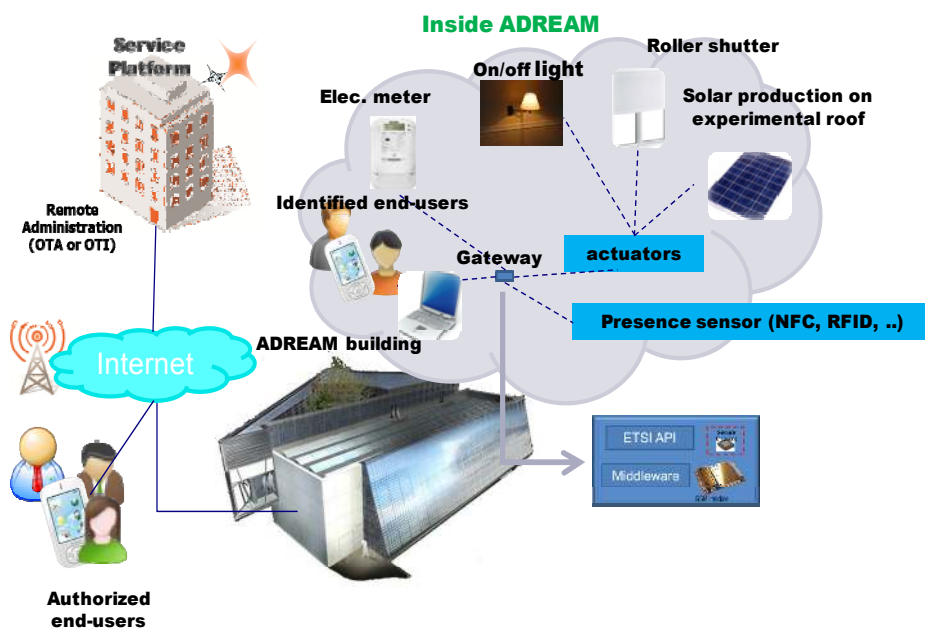 Inside ADREAM
Service
Platform
Roller shutter
On/off light
Elec. meter
Solar production on
experimental roof
Identified end-users
Remote
Administration
(OTA or OTI)
Gateway
actuators
Presence sensor (NFC, RFID, ..)
ADREAM building
Internet
ETSI API
Middleware
Authorized
end-users